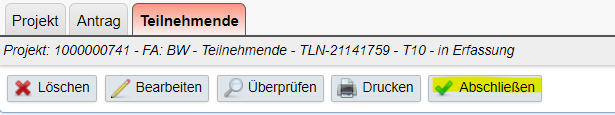 Projekt Antrag Teilnehmende
Projekt: 1000000741 - FA: BW - Teilnehmende - TLN-21141759 - T10 - in Erfassung
Löschen Bearbeiten Überprüfen Drucken Abschließen